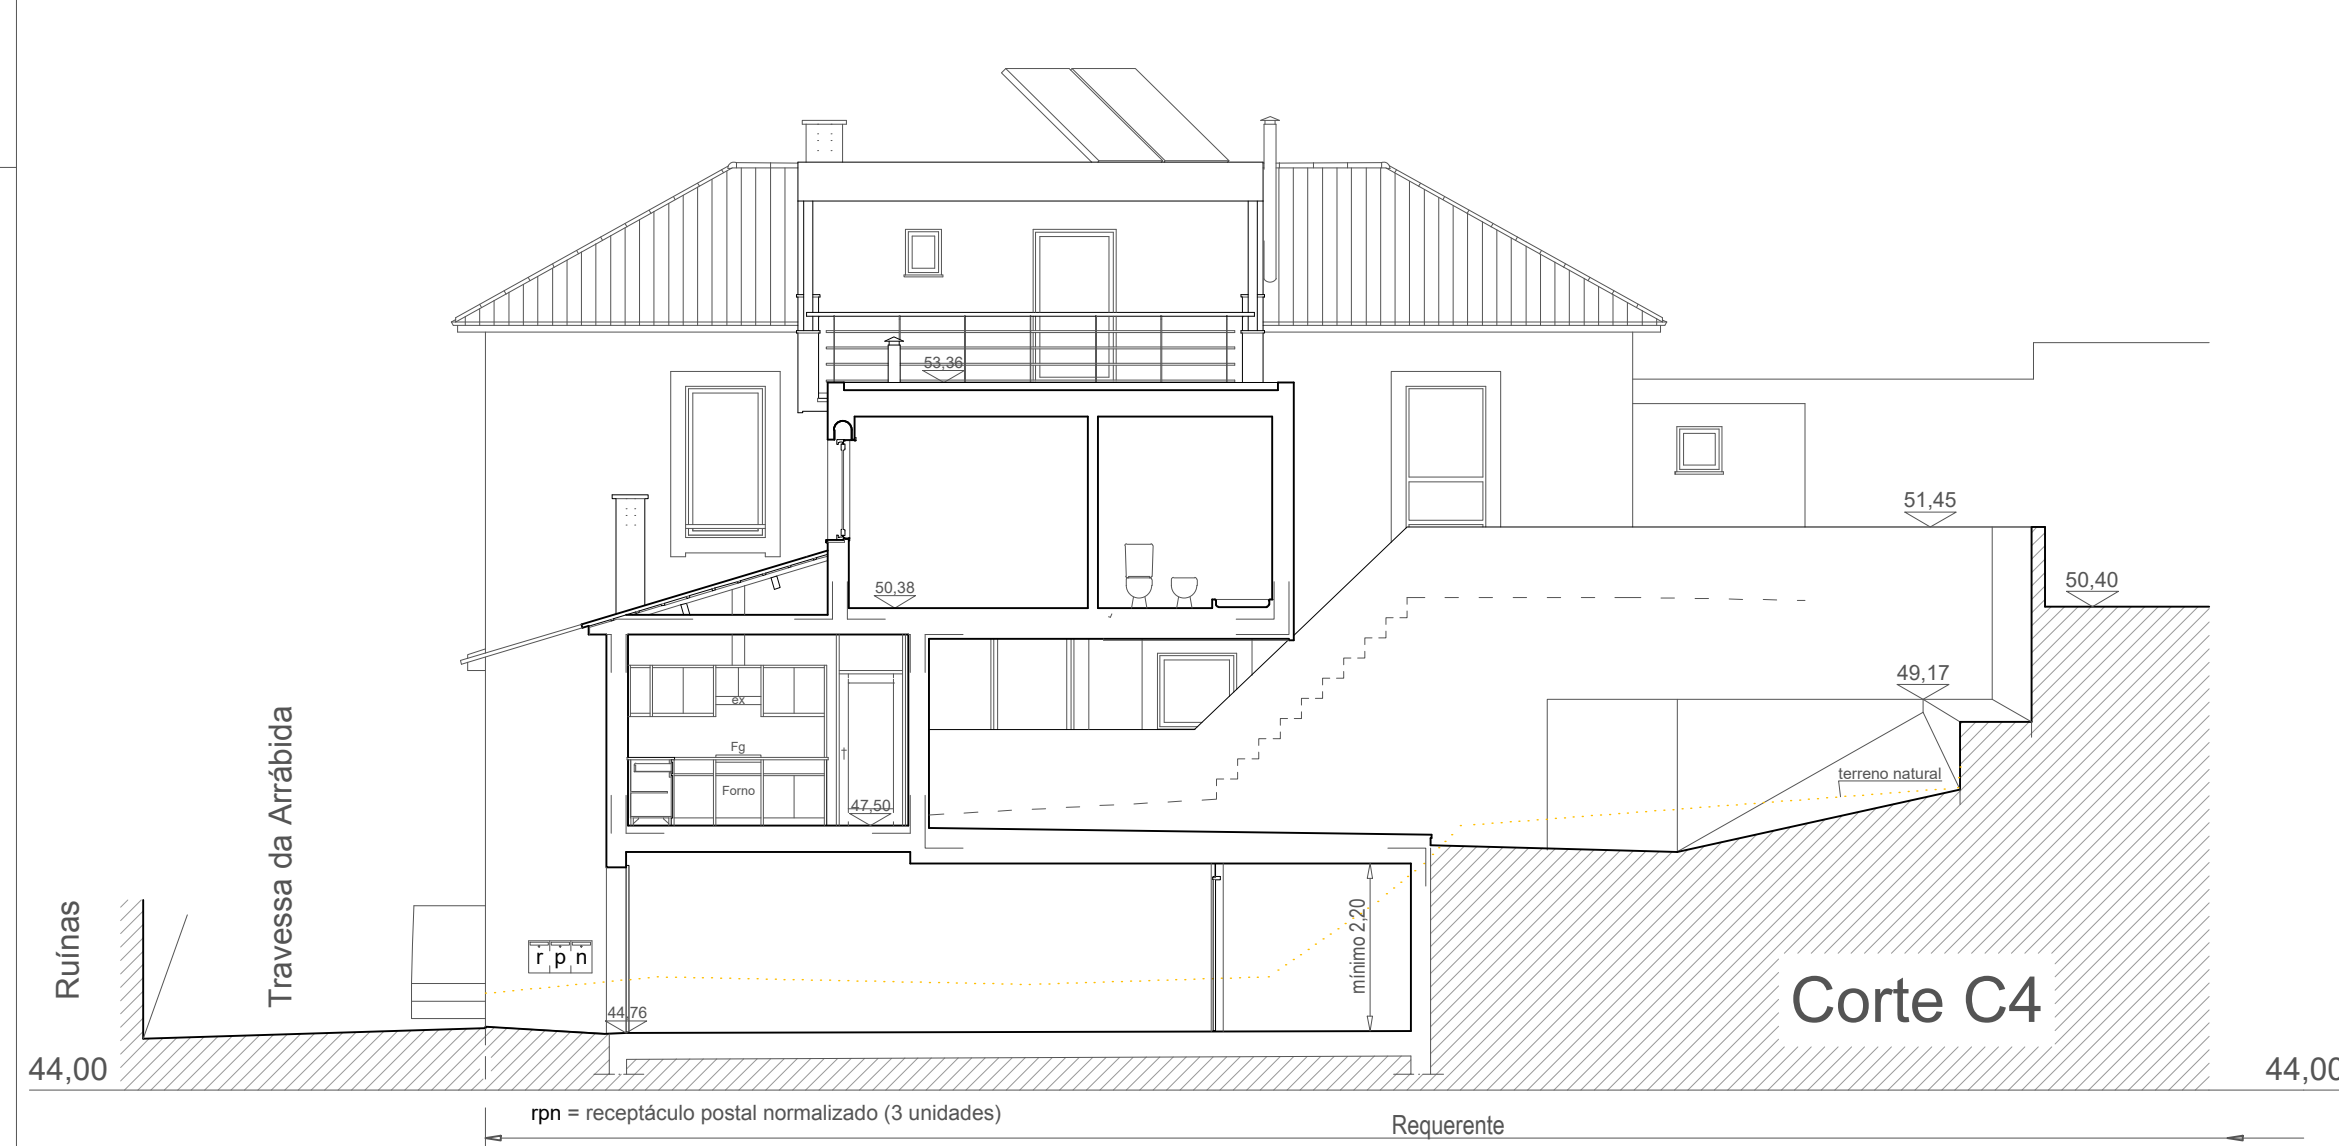 53,36
51,45
50,40
50,38
49,17
ex
Fg
Forno
47,50
terreno natural
Ruínas
Travessa da Arrábida
r p n
44,76
mínimo 2,20
Corte C4
44,00
44,00
rpn = receptáculo postal normalizado (3 unidades)
Requerente